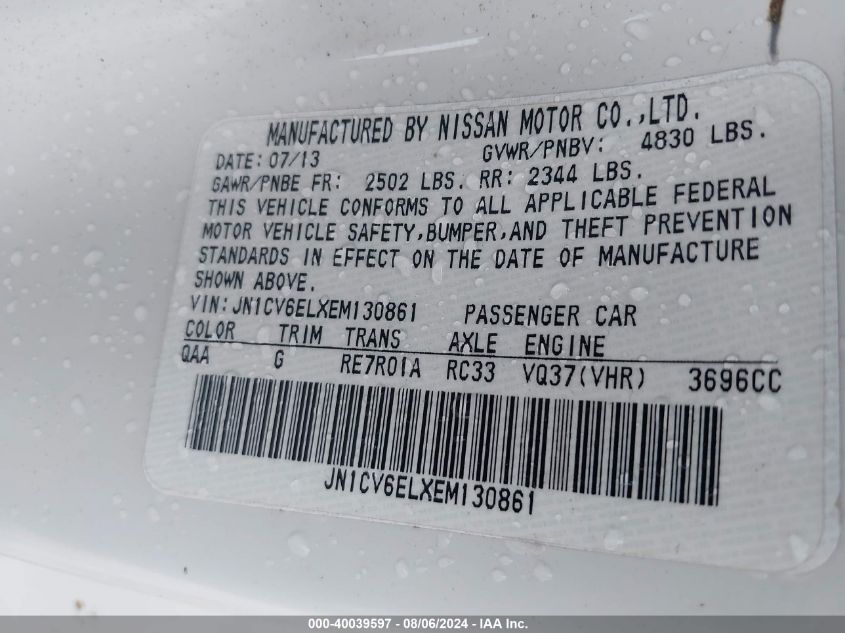 MANUFACTURED BY NISSAN MOTOR CO.,LTD.
DATE: 07/13 GVWR/PNBV: 4830 LBS.
GAWR/PNBE FR: 2502 LBS. RR: 2344 LBS.
THIS VEHICLE CONFORMS TO ALL APPLICABLE FEDERAL
MOTOR VEHICLE SAFETY,BUMPER,AND THEFT PREVENTION
STANDARDS IN EFFECT ON THE DATE OF MANUFACTURE
SHOWN ABOVE.
VIN:JN1CV6ELXEM130861 PASSENGER CAR
COLOR TRIM TRANS AXLE ENGINE
QAA G RE7R01A RC33 VQ37(VHR) 3696CC
JN1CV6ELXEM130861
000-40039597 - 08/06/2024 - IAA Inc.